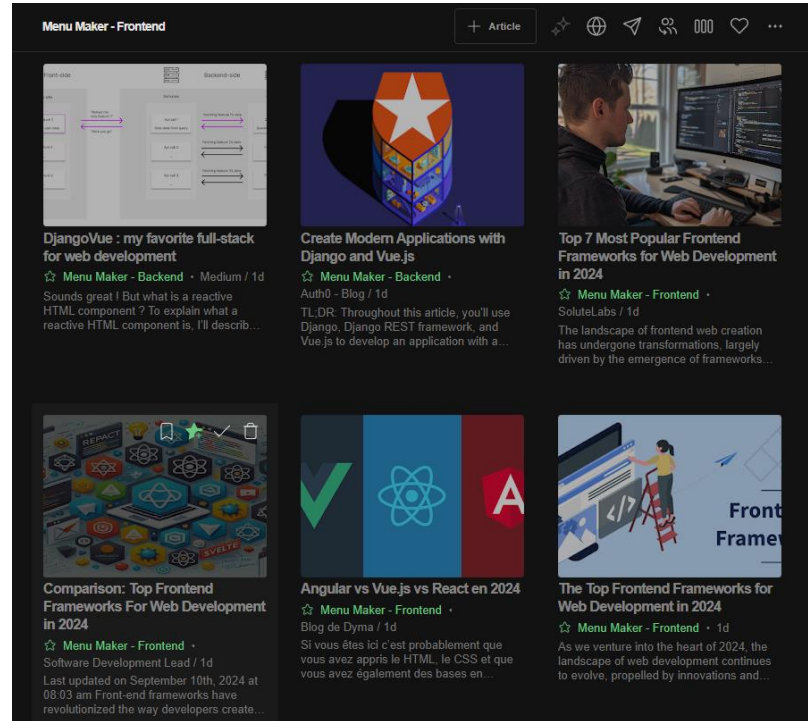 Menu Maker - Frontend
+ Article
Front-side
Backend-side
DjangoVue : my favorite full-stack
for web development
Menu Maker - Backend • Medium / 1d
Sounds great ! But what is a reactive
HTML component ? To explain what a
reactive HTML component is, I'll describ...
Create Modern Applications with
Django and Vue.js
Menu Maker - Backend •
Auth0 - Blog / 1d
TL;DR: Throughout this article, you'll use
Django, Django REST framework, and
Vue.js to develop an application with a...
Top 7 Most Popular Frontend
Frameworks for Web Development
in 2024
Menu Maker - Frontend •
SoluteLabs / 1d
The landscape of frontend web creation
has undergone transformations, largely
driven by the emergence of frameworks...
REPACT
SVELTE
Comparison: Top Frontend
Frameworks For Web Development
in 2024
Menu Maker - Frontend •
Software Development Lead / 1d
Last updated on September 10th, 2024 at
08:03 am Front-end frameworks have
revolutionized the way developers create...
A
Angular vs Vue.js vs React en 2024
Menu Maker - Frontend •
Blog de Dyma / 1d
Si vous êtes ici c'est probablement que
vous avez appris le HTML, le CSS et que
vous avez également des bases en...
</>
Front
Frame
The Top Frontend Frameworks for
Web Development in 2024
Menu Maker - Frontend • 1d
As we venture into the heart of 2024, the
landscape of web development continues
to evolve, propelled by innovations and...